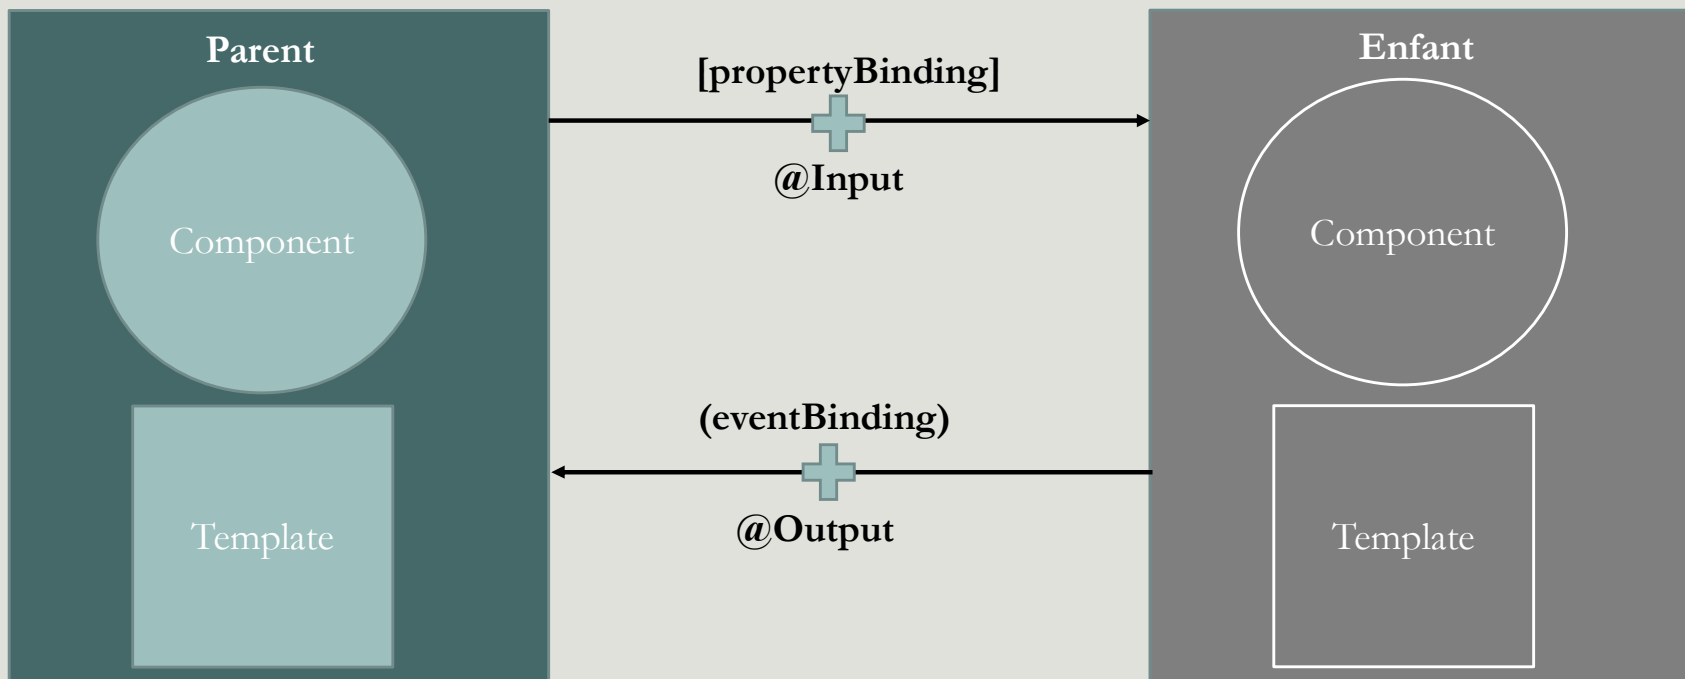 Parent
Component
Template
[propertyBinding]
@Input
(eventBinding)
@Output
Enfant
Component
Template